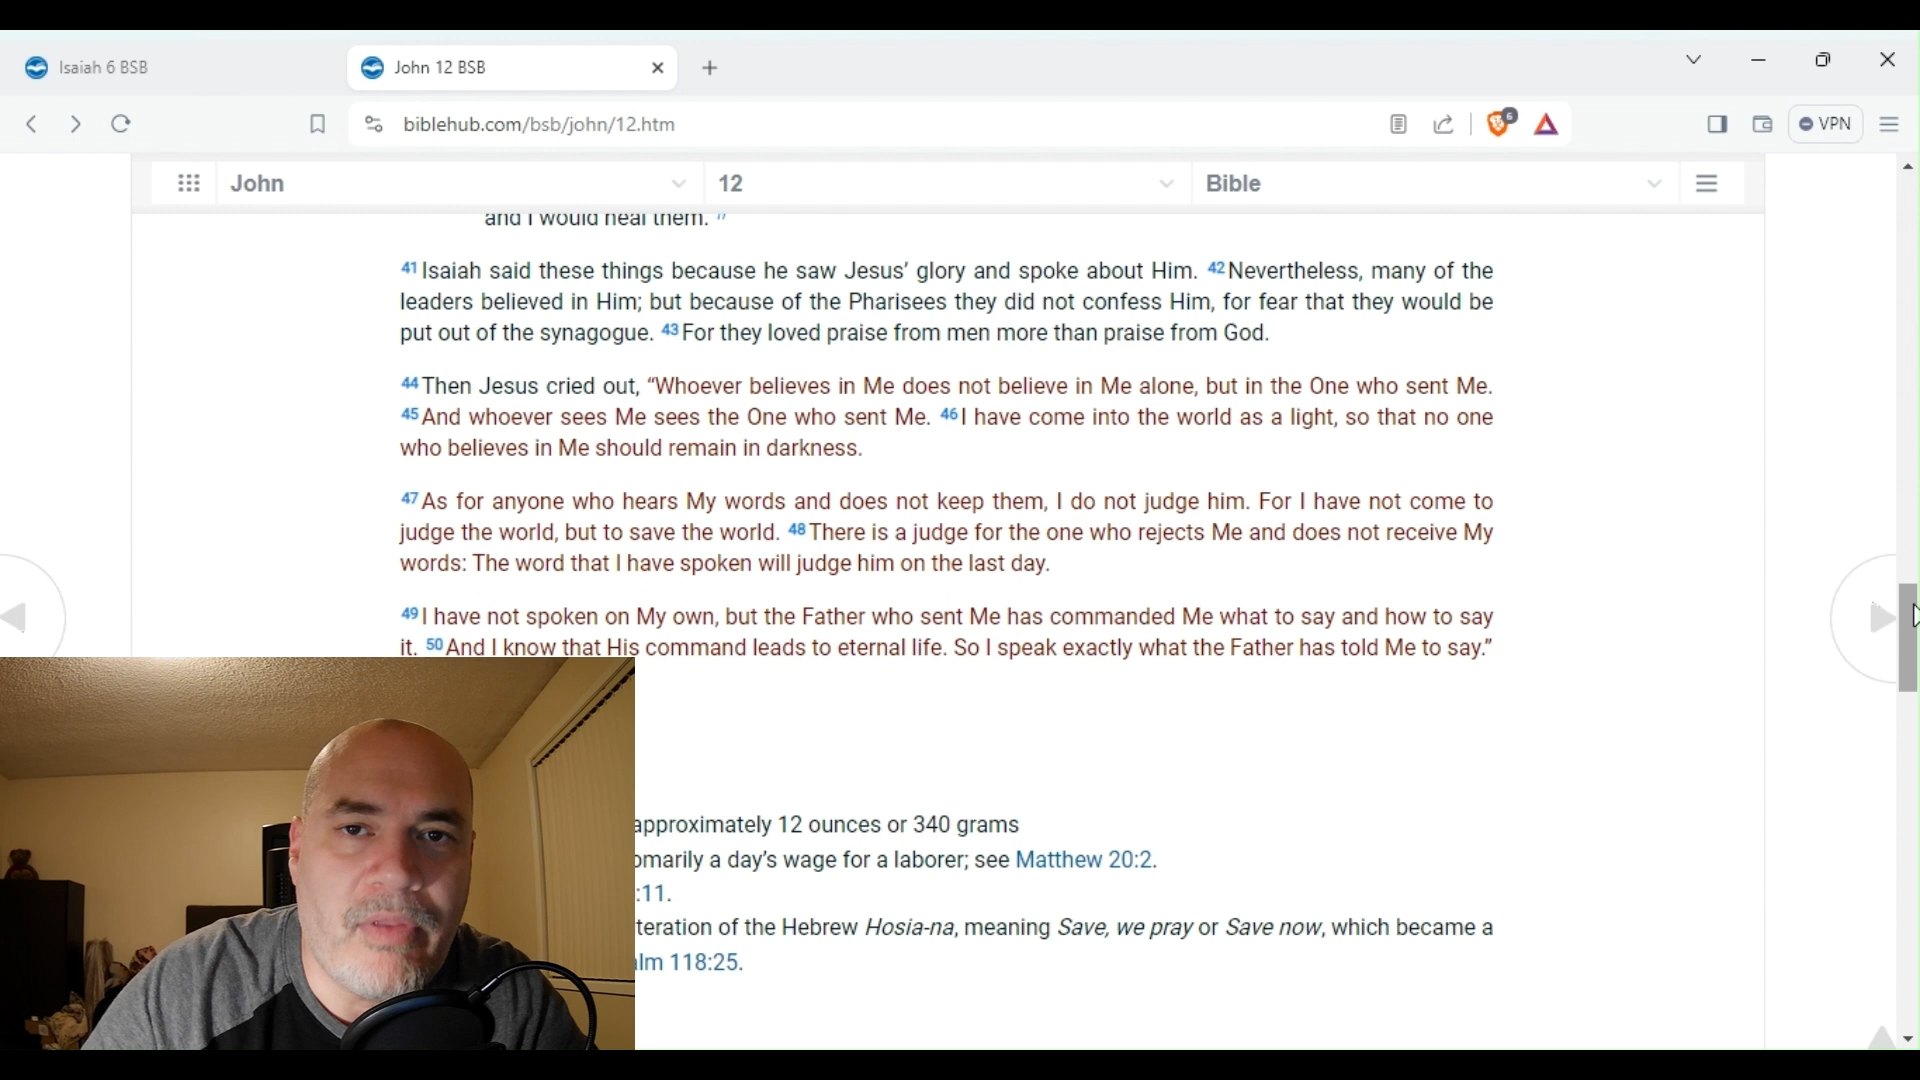 Isaiah 6 BSB
John 12 BSB
biblehub.com/bsb/john/12.htm
6
VPN
John
12
Bible
and I would heal them. ”
41 Isaiah said these things because he saw Jesus’ glory and spoke about Him. 42 Nevertheless, many of the
leaders believed in Him; but because of the Pharisees they did not confess Him, for fear that they would be
put out of the synagogue. 43 For they loved praise from men more than praise from God.
44 Then Jesus cried out, “Whoever believes in Me does not believe in Me alone, but in the One who sent Me.
45 And whoever sees Me sees the One who sent Me. 46 I have come into the world as a light, so that no one
who believes in Me should remain in darkness.
47 As for anyone who hears My words and does not keep them, I do not judge him. For I have not come to
judge the world, but to save the world. 48 There is a judge for the one who rejects Me and does not receive My
words: The word that I have spoken will judge him on the last day.
49 I have not spoken on My own, but the Father who sent Me has commanded Me what to say and how to say
it. 50 And I know that His command leads to eternal life. So I speak exactly what the Father has told Me to say.”
approximately 12 ounces or 340 grams
omarily a day’s wage for a laborer; see Matthew 20:2.
:11.
teration of the Hebrew Hosia-na, meaning Save, we pray or Save now, which became a
lm 118:25.